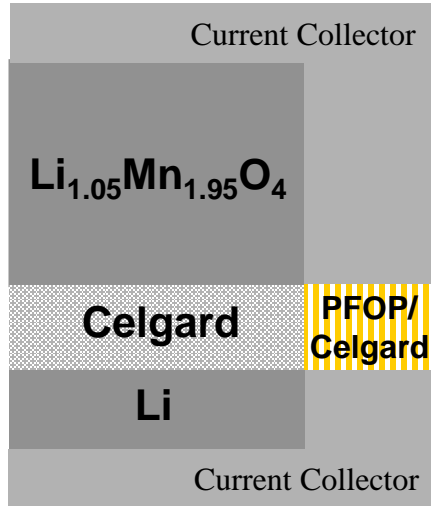 Current Collector
Li1.05Mn1.95O4
Celgard
PFOP/
Celgard
Li
Current Collector